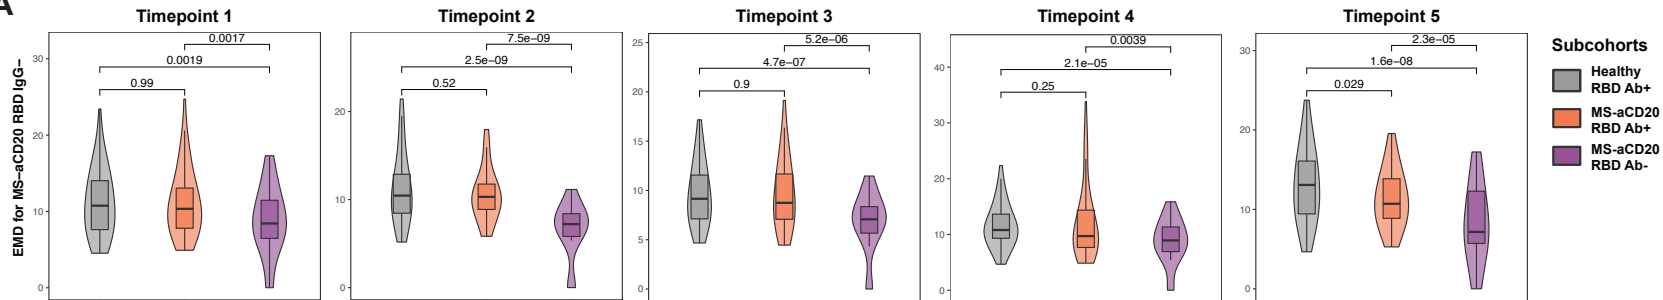 A
Timepoint 1
Timepoint 2
Timepoint 3
Timepoint 4
Timepoint 5
EMD for MS−aCD20 RBD IgG−
30
20
10
0
0.0017
0.0019
0.99
20
10
0
7.5e−09
2.5e−09
0.52
25
20
15
10
5
0
5.2e−06
4.7e−07
0.9
40
30
20
10
0
0.0039
2.1e−05
0.25
30
20
10
0
2.3e−05
1.6e−08
0.029
Subcohorts
Healthy
RBD Ab+
MS-aCD20
RBD Ab+
MS-aCD20
RBD Ab-